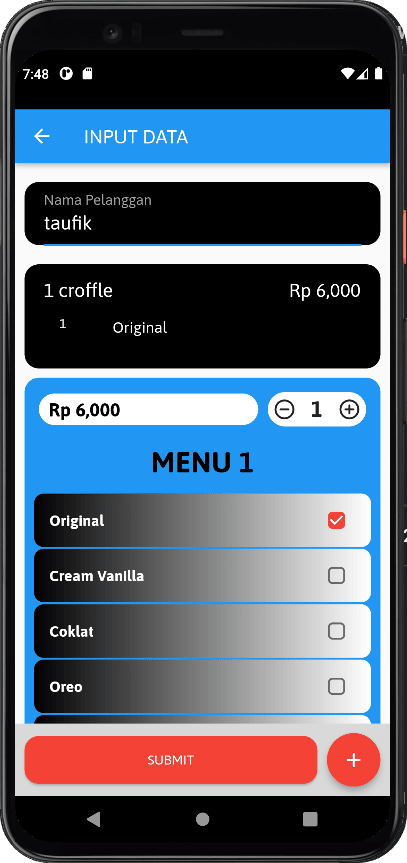 7:48
INPUT DATA
Nama Pelanggan
taufik
1 croffle Rp 6,000
1 Original
Rp 6,000 1
MENU 1
Original
Cream Vanilla
Coklat
Oreo
SUBMIT